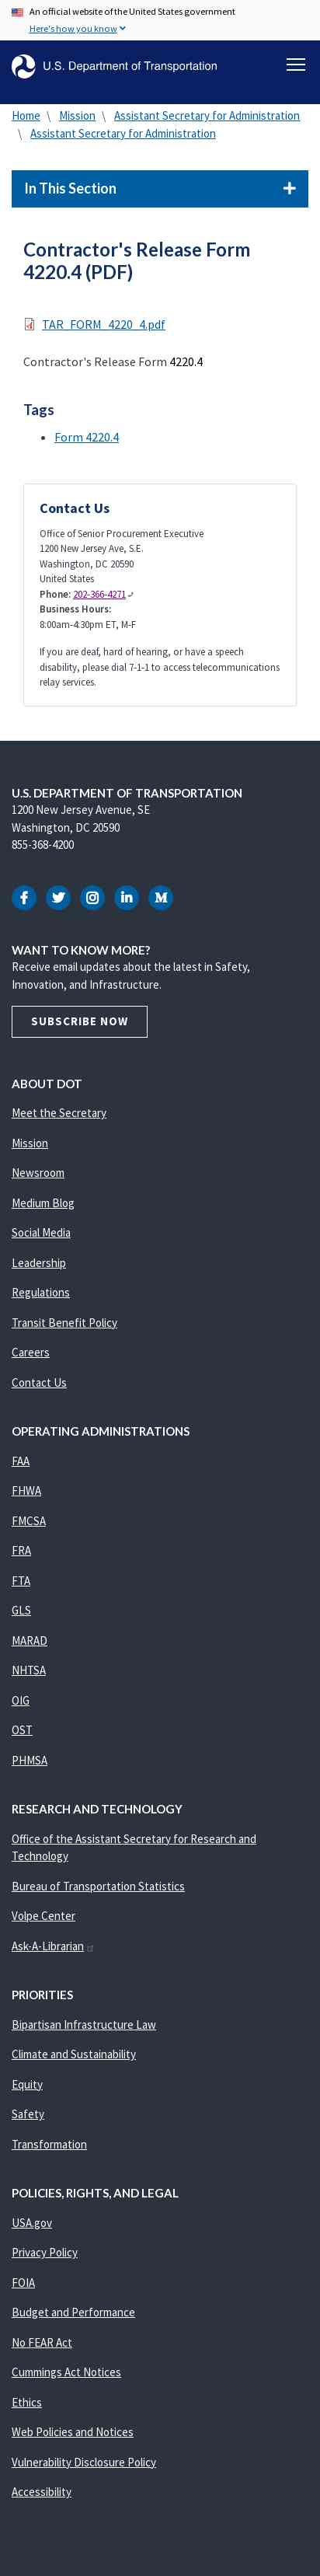 An official website of the United States government
Here's how you know
U.S. Department of Transportation
Home \ Mission \ Assistant Secretary for Administration
\ Assistant Secretary for Administration
In This Section
Contractor's Release Form
4220.4 (PDF)
TAR_FORM_4220_4.pdf
Contractor's Release Form 4220.4
Tags
Form 4220.4
Contact Us
Office of Senior Procurement Executive
1200 New Jersey Ave, S.E.
Washington, DC 20590
United States
Phone: 202-366-4271
Business Hours:
8:00am-4:30pm ET, M-F
If you are deaf, hard of hearing, or have a speech
disability, please dial 7-1-1 to access telecommunications
relay services.
U.S. DEPARTMENT OF TRANSPORTATION
1200 New Jersey Avenue, SE
Washington, DC 20590
855-368-4200
WANT TO KNOW MORE?
Receive email updates about the latest in Safety,
Innovation, and Infrastructure.
SUBSCRIBE NOW
ABOUT DOT
Meet the Secretary
Mission
Newsroom
Medium Blog
Social Media
Leadership
Regulations
Transit Benefit Policy
Careers
Contact Us
OPERATING ADMINISTRATIONS
FAA
FHWA
FMCSA
FRA
FTA
GLS
MARAD
NHTSA
OIG
OST
PHMSA
RESEARCH AND TECHNOLOGY
Office of the Assistant Secretary for Research and
Technology
Bureau of Transportation Statistics
Volpe Center
Ask-A-Librarian
PRIORITIES
Bipartisan Infrastructure Law
Climate and Sustainability
Equity
Safety
Transformation
POLICIES, RIGHTS, AND LEGAL
USA.gov
Privacy Policy
FOIA
Budget and Performance
No FEAR Act
Cummings Act Notices
Ethics
Web Policies and Notices
Vulnerability Disclosure Policy
Accessibility